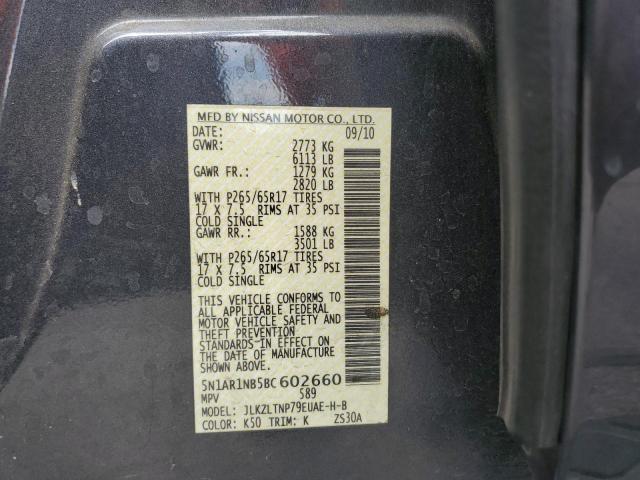 MFD BY NISSAN MOTOR CO., LTD.
DATE: 09/10
GVWR: 2773 KG
6113 LB
GAWR FR.: 1279 KG
2820 LB
WITH P265/65R17 TIRES
17 X 7.5 RIMS AT 35 PSI
COLD SINGLE
GAWR RR.: 1588 KG
3501 LB
WITH P265/65R17 TIRES
17 X 7.5 RIMS AT 35 PSI
COLD SINGLE
THIS VEHICLE CONFORMS TO
ALL APPLICABLE FEDERAL
MOTOR VEHICLE SAFETY AND
THEFT PREVENTION
STANDARDS IN EFFECT ON
THE DATE OF MANUFACTURE
SHOWN ABOVE.
5N1AR1NB5BC602660
MPV 589
MODEL: JLKZLTNP79EUAE-H-B
COLOR: K50 TRIM: K ZS30A